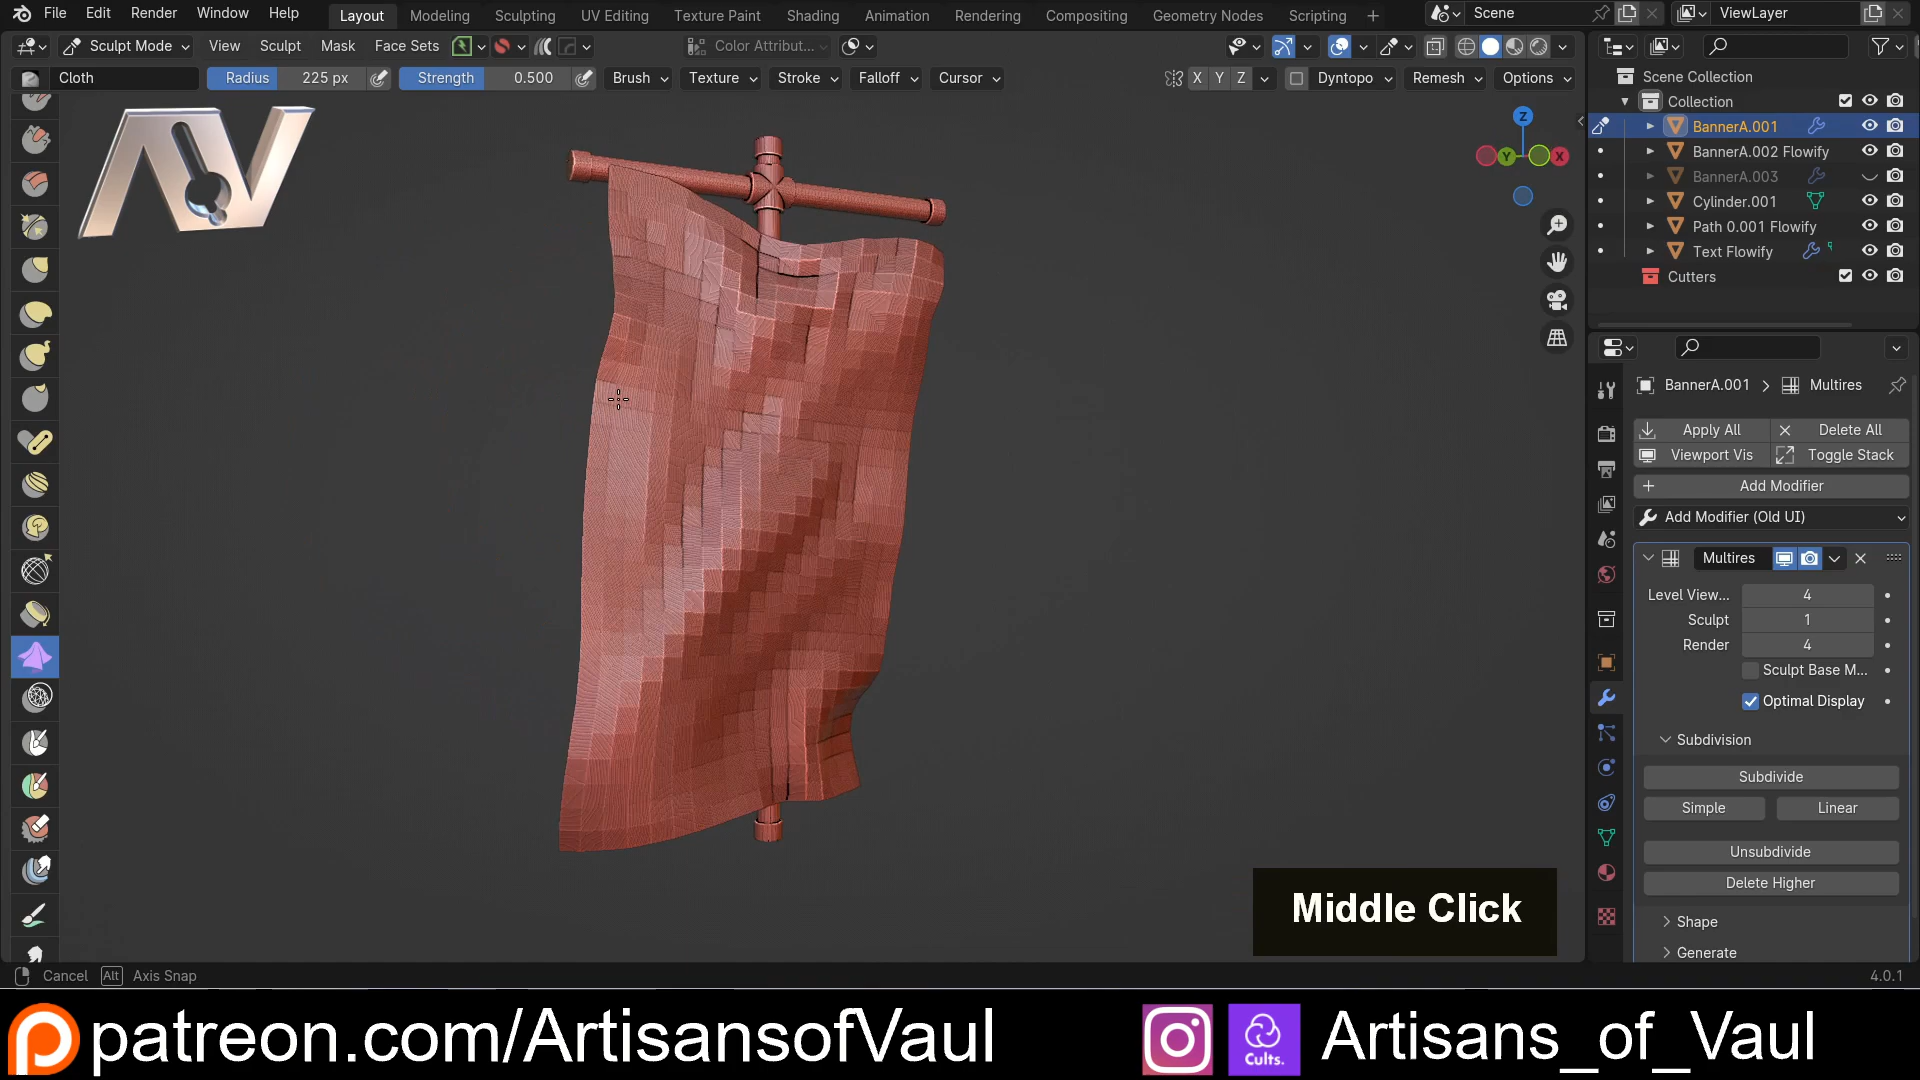 File Edit Render Window Help Layout Modeling Sculpting UV Editing Texture Paint Shading Animation Rendering Compositing Geometry Nodes Scripting + Scene ViewLayer
Sculpt Mode View Sculpt Mask Face Sets Color Attribut...
Cloth Radius 225 px Strength 0.500 Brush Texture Stroke Falloff Cursor X Y Z Dyntopo Remesh Options
Scene Collection
Collection
BannerA.001
BannerA.002 Flowify
BannerA.003
Cylinder.001
Path 0.001 Flowify
Text Flowify
Cutters
Z
Y X
AV
BannerA.001 > Multires
Apply All Delete All
Viewport Vis Toggle Stack
Add Modifier
Add Modifier (Old UI)
Multires
Level View... 4
Sculpt 1
Render 4
Sculpt Base M...
Optimal Display
Subdivision
Subdivide
Simple Linear
Unsubdivide
Delete Higher
Shape
Generate
Middle Click
Cancel Alt Axis Snap 4.0.1
patreon.com/ArtisansofVaul Cults. Artisans_of_Vaul